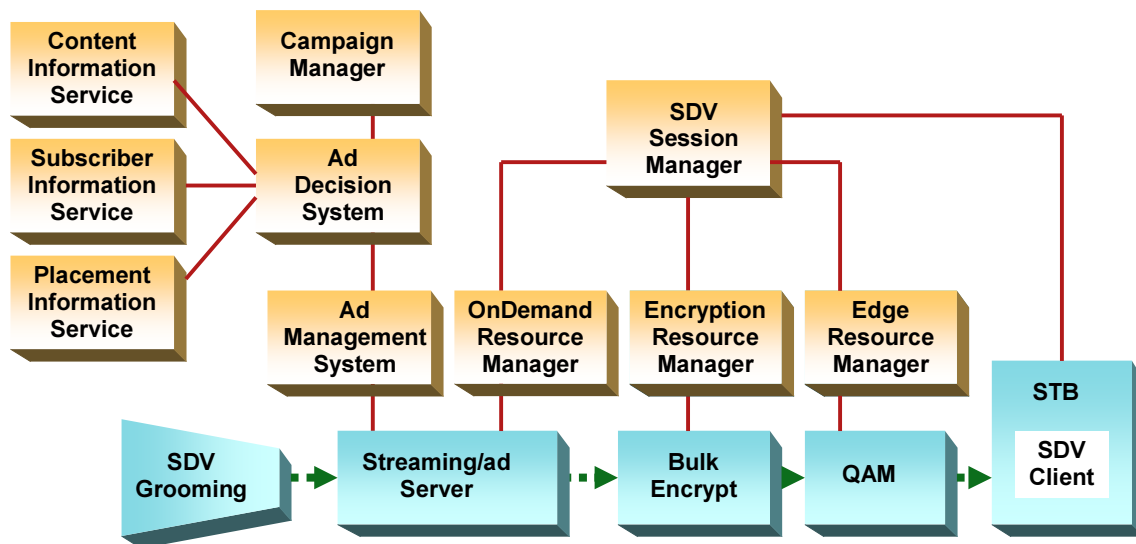 Content
Information
Service
Campaign
Manager
SDV
Session
Manager
Subscriber
Information
Service
Ad
Decision
System
Placement
Information
Service
Ad
Management
System
OnDemand
Resource
Manager
Encryption
Resource
Manager
Edge
Resource
Manager
SDV
Grooming
Streaming/ad
Server
Bulk
Encrypt
QAM
STB
SDV
Client